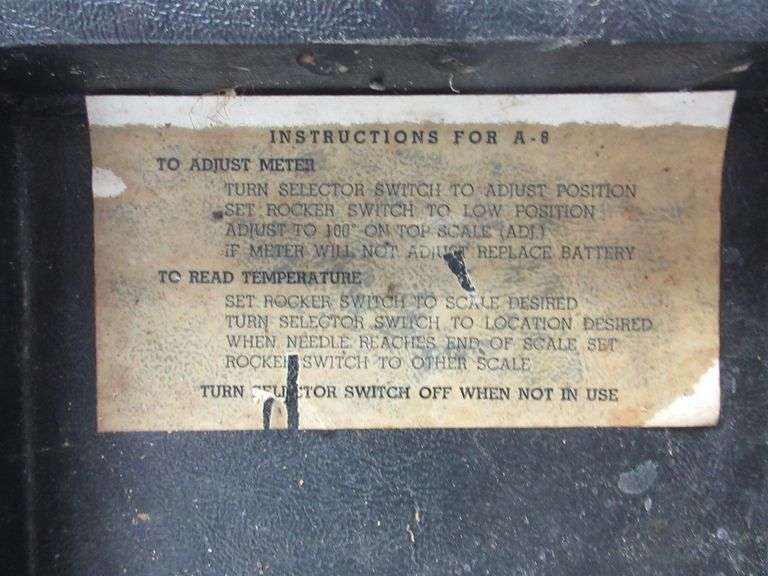 INSTRUCTIONS FOR A-8
TO ADJUST METER
TURN SELECTOR SWITCH TO ADJUST POSITION
SET ROCKER SWITCH TO LOW POSITION
ADJUST TO 100° ON TOP SCALE (ADJ.)
IF METER WILL NOT ADJUST REPLACE BATTERY
TO READ TEMPERATURE
SET ROCKER SWITCH TO SCALE DESIRED
TURN SELECTOR SWITCH TO LOCATION DESIRED
WHEN NEEDLE REACHES END OF SCALE SET
ROCKER SWITCH TO OTHER SCALE
TURN SELECTOR SWITCH OFF WHEN NOT IN USE